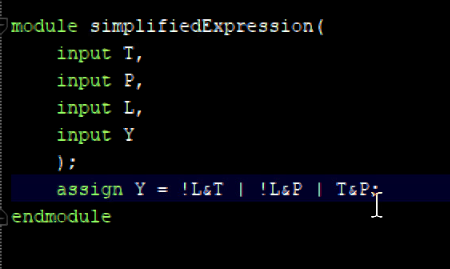 module simplifiedExpression(
input T,
input P,
input L,
input Y
);
assign Y = !L&T | !L&P | T&P;
endmodule